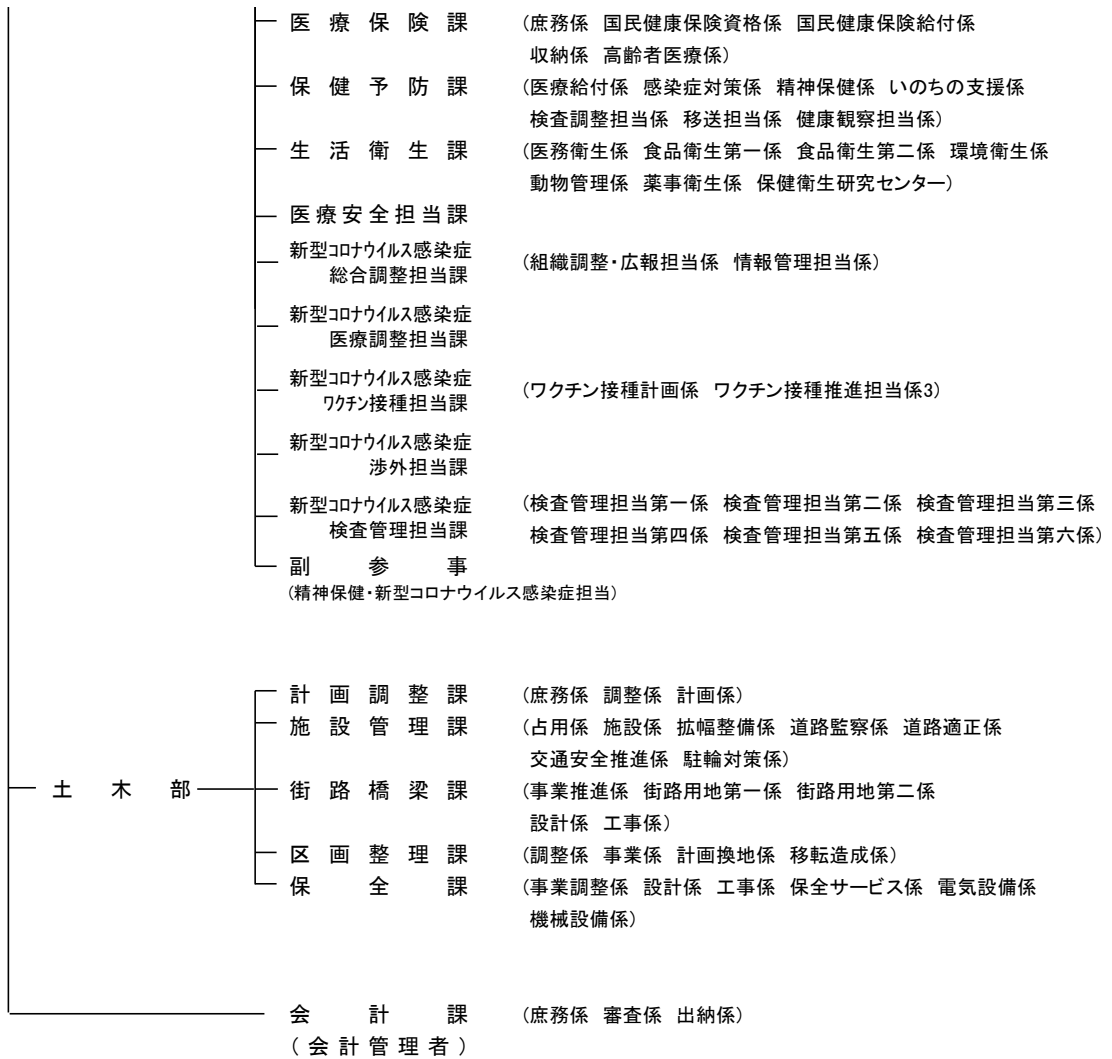 医療保険課 (庶務係 国民健康保険資格係 国民健康保険給付係
収納係 高齢者医療係)
保健予防課 (医療給付係 感染症対策係 精神保健係 いのちの支援係
検査調整担当係 移送担当係 健康観察担当係)
生活衛生課 (医務衛生係 食品衛生第一係 食品衛生第二係 環境衛生係
動物管理係 薬事衛生係 保健衛生研究センター)
医療安全担当課
新型コロナウイルス感染症
総合調整担当課 (組織調整・広報担当係 情報管理担当係)
新型コロナウイルス感染症
医療調整担当課
新型コロナウイルス感染症
ワクチン接種担当課 (ワクチン接種計画係 ワクチン接種推進担当係3)
新型コロナウイルス感染症
渉外担当課
新型コロナウイルス感染症 (検査管理担当第一係 検査管理担当第二係 検査管理担当第三係
検査管理担当課 検査管理担当第四係 検査管理担当第五係 検査管理担当第六係)
副参事
(精神保健・新型コロナウイルス感染症担当)
計画調整課 (庶務係 調整係 計画係)
施設管理課 (占用係 施設係 拡幅整備係 道路監察係 道路適正係
交通安全推進係 駐輪対策係)
土木部 街路橋梁課 (事業推進係 街路用地第一係 街路用地第二係
設計係 工事係)
区画整理課 (調整係 事業係 計画換地係 移転造成係)
保全課 (事業調整係 設計係 工事係 保全サービス係 電気設備係
機械設備係)
会計課 (庶務係 審査係 出納係)
(会計管理者)